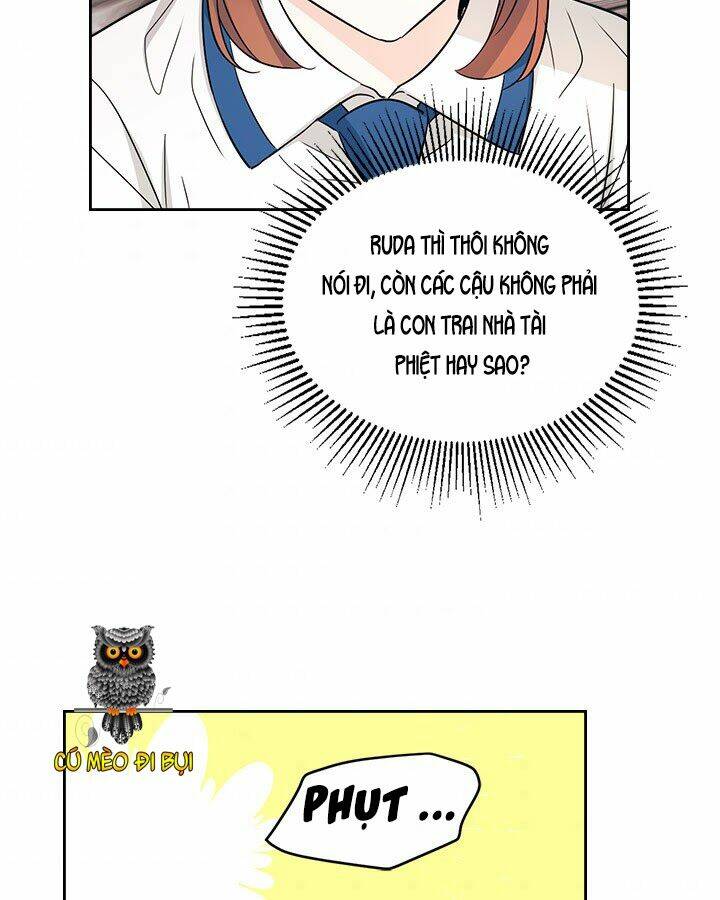 RUDA THÌ THÔI KHÔNG
NÓI ĐI, CÒN CÁC CẬU KHÔNG PHẢI
LÀ CON TRAI NHÀ TÀI
PHIỆT HAY SAO?
CÚ MÈO ĐI BỤI
PHỤT ...